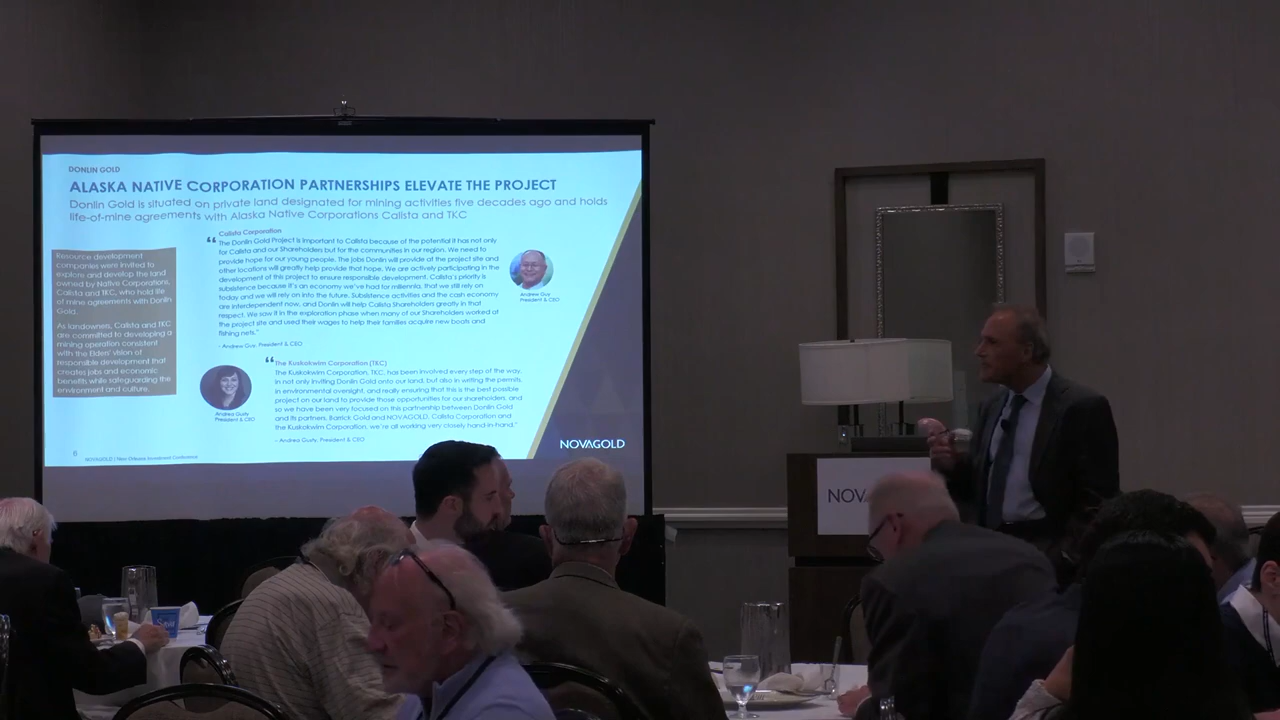 DONLIN GOLD
ALASKA NATIVE CORPORATION PARTNERSHIPS ELEVATE THE PROJECT
Donlin Gold is situated on private land designated for mining activities five decades ago and holds
life-of-mine agreements with Alaska Native Corporations Calista and TKC
Resource development
companies were invited to
explore and develop the land
owned by Native Corporations,
Calista and TKC, who hold life
of mine agreements with Donlin
Gold.
As landowners, Calista and TKC
are committed to developing a
mining operation consistent
with the Elders' vision of
responsible development that
creates jobs and economic
benefits while safeguarding the
environment and culture.
Calista Corporation
“The Donlin Gold Project is important to Calista because of the potential it has not only
for Calista and our Shareholders but for the communities in our region. We need to
provide hope for our young people. The jobs Donlin will provide at the project site and
other locations will greatly help provide that hope. We are actively participating in the
development of this project to ensure responsible development. Calista's priority is
subsistence because it's an economy we've had for millennia, that we still rely on
today and we will rely on into the future. Subsistence activities and the cash economy
are interdependent now, and Donlin will help Calista Shareholders greatly in that
respect. We saw it in the exploration phase when many of our Shareholders worked at
the project site and used their wages to help their families acquire new boats and
fishing nets.”
- Andrew Guy, President & CEO
Andrew Guy
President & CEO
“The Kuskokwim Corporation (TKC)
The Kuskokwim Corporation, TKC, has been involved every step of the way,
in not only inviting Donlin Gold onto our land, but also in writing the permits,
in environmental oversight, and really ensuring that this is the best possible
project on our land to provide those opportunities for our shareholders, and
so we have been very focused on this partnership between Donlin Gold
and its partners, Barrick Gold and NOVAGOLD, Calista Corporation and
the Kuskokwim Corporation, we're all working very closely hand-in-hand.”
- Andrea Gusty, President & CEO
Andrea Gusty
President & CEO
6
NOVAGOLD | New Orleans Investment Conference
NOVAGOLD
NOV